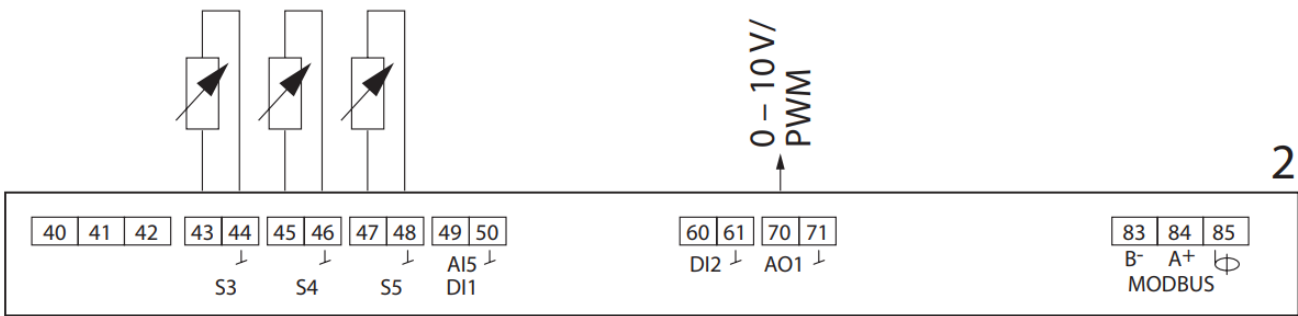 0 – 10 V/
PWM
2
40 41 42 43 44 45 46 47 48 49 50 60 61 70 71 83 84 85
S3 S4 S5 AI5 DI2 AO1 B- A+
DI1 MODBUS